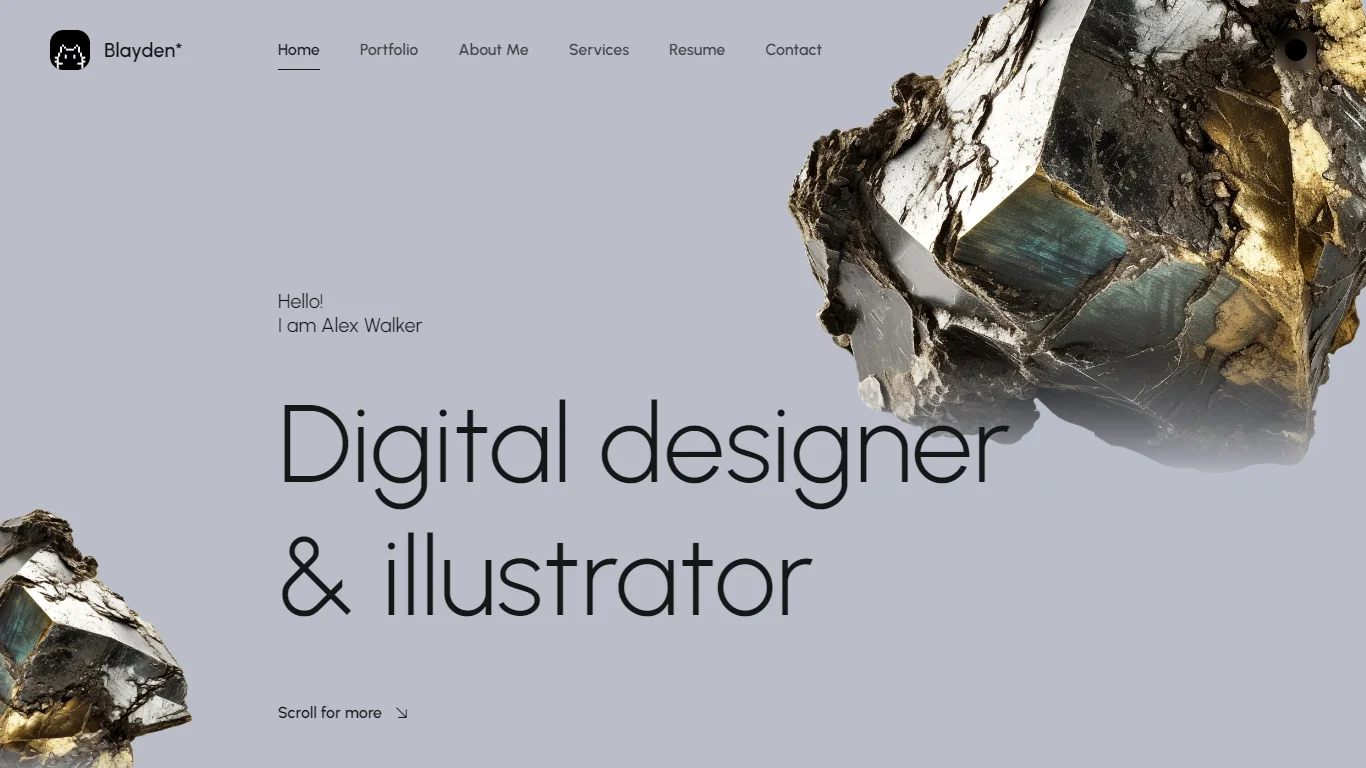 Blayden*
Home Portfolio About Me Services Resume Contact
Hello!
I am Alex Walker
Digital designer
& illustrator
Scroll for more